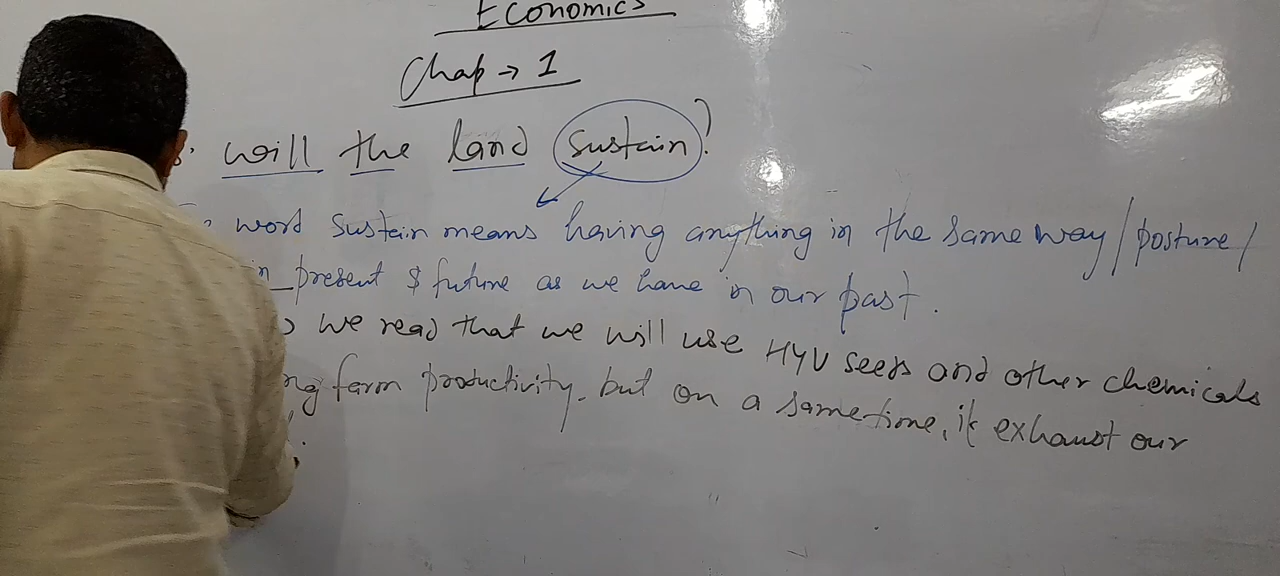 Economics
Chap → 1
will the land sustain?
word sustain means having anything in the same way / posture /
in present & future as we have in our past.
we read that we will use HYV seeds and other chemicals
ng farm productivity. but on a same time, it exhaust our